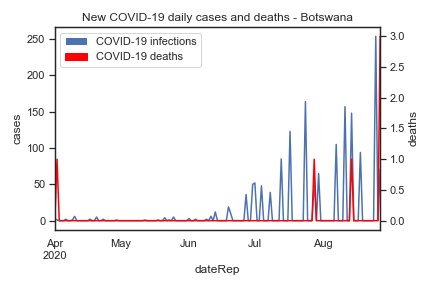 New COVID-19 daily cases and deaths - Botswana
COVID-19 infections
COVID-19 deaths
250
200
150
100
50
0
cases
3.0
2.5
2.0
1.5
1.0
0.5
0.0
deaths
Apr May Jun Jul Aug
2020
dateRep